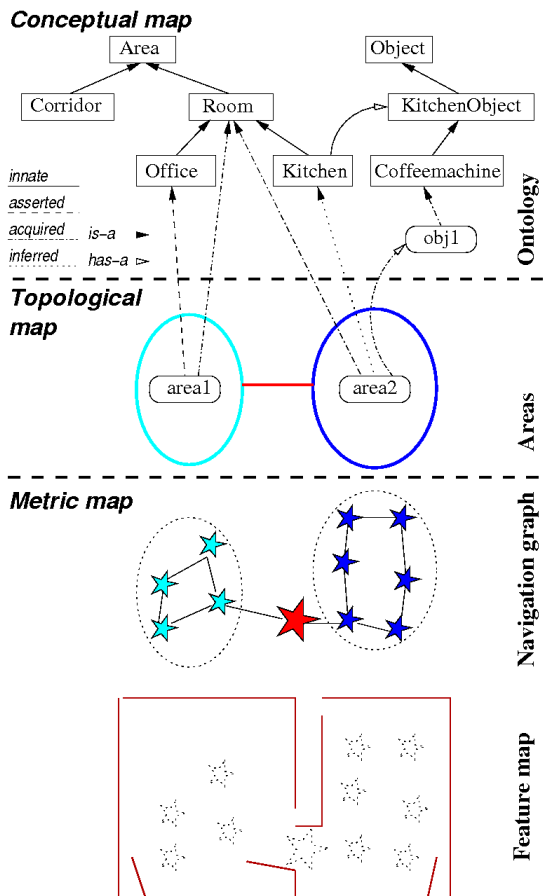 Conceptual map
Area
Object
Corridor
Room
KitchenObject
Office
Kitchen
Coffeemachine
innate
asserted
acquired
is-a
inferred
has-a
obj1
Ontology
Topological
map
area1
area2
Areas
Metric map
Navigation graph
Feature map